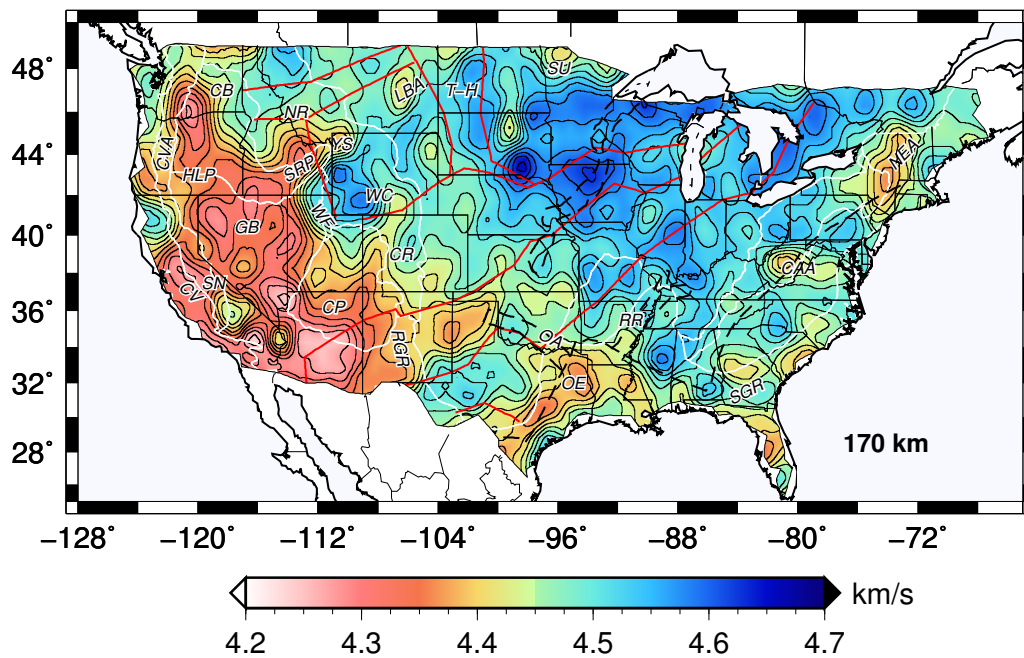 48°
44°
40°
36°
32°
28°
SU
CB
LBA
T-H
NR
CVA
YS
NEA
SRP
HLP
WC
WF
GB
CR
CAA
SN
CV
CP
RR
OA
RGR
OE
SGR
170 km
−128° −120° −112° −104° −96° −88° −80° −72°
km/s
4.2 4.3 4.4 4.5 4.6 4.7